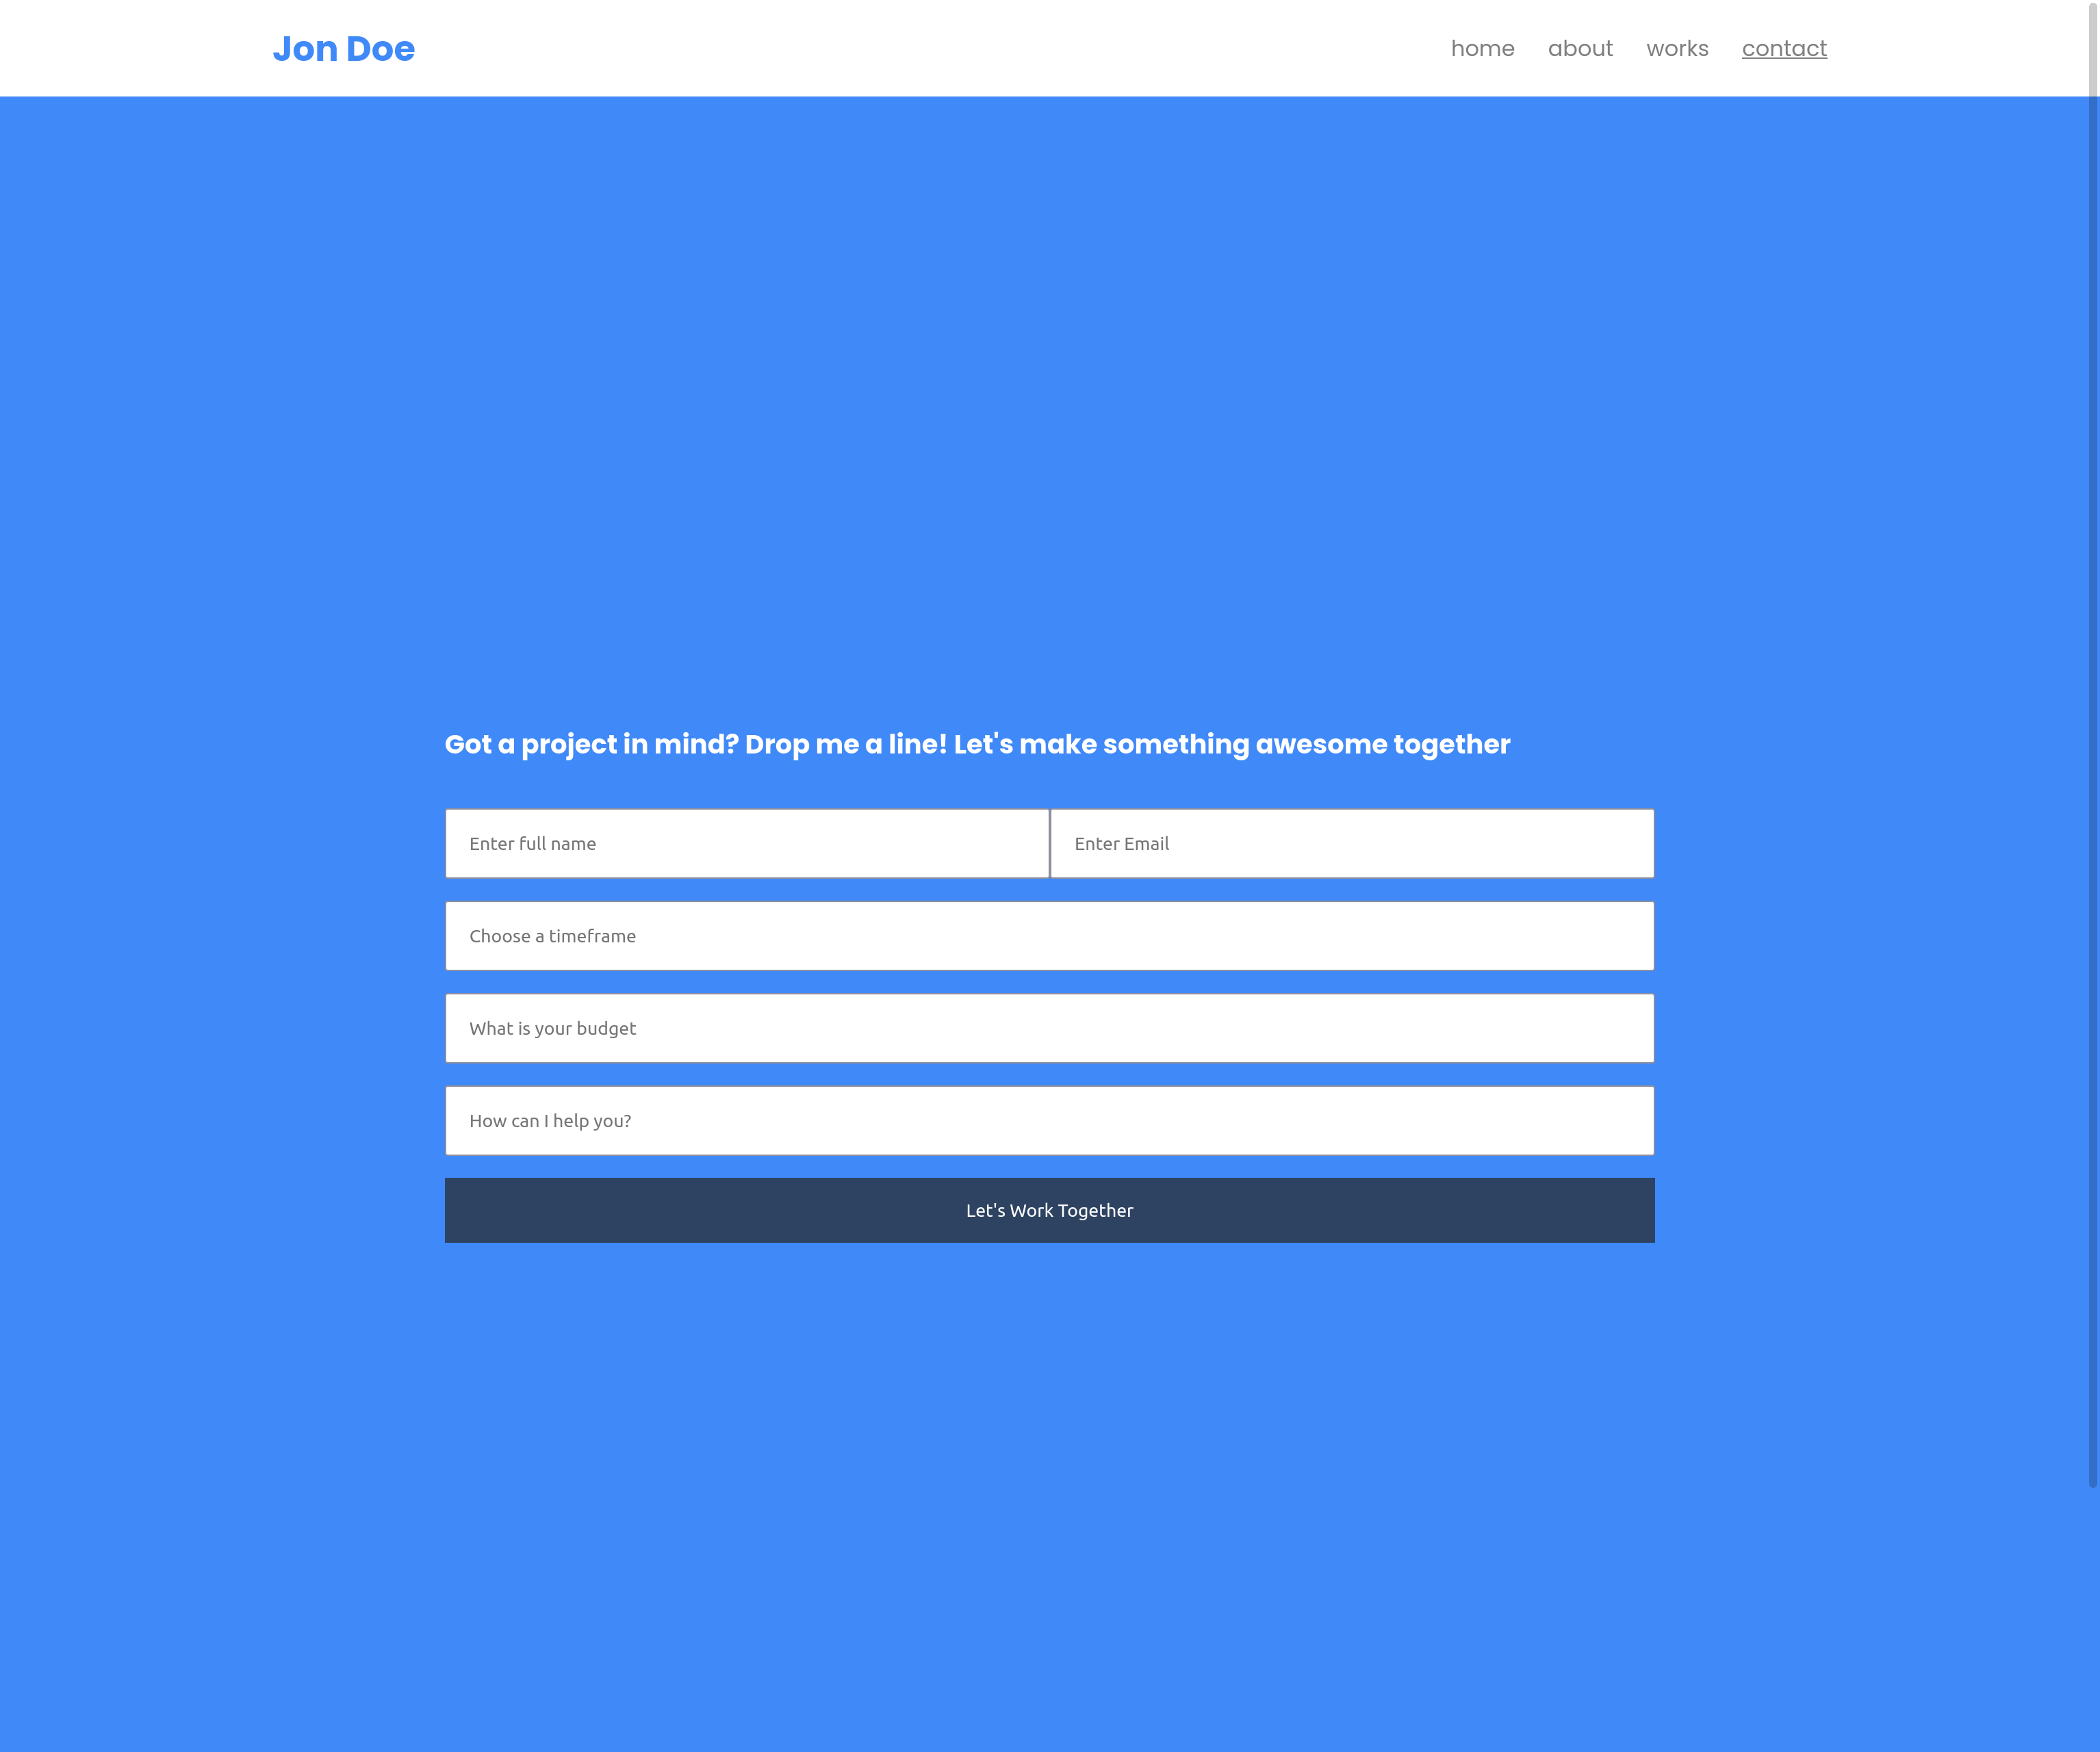 Jon Doe
home about works contact
Got a project in mind? Drop me a line! Let's make something awesome together
Enter full name
Enter Email
Choose a timeframe
What is your budget
How can I help you?
Let's Work Together